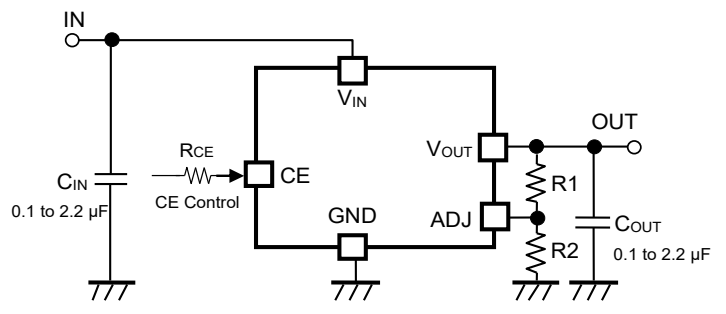 IN
VIN
OUT
VOUT
RCE
R1
CIN
CE
0.1 to 2.2 µF
CE Control
GND
ADJ
COUT
R2
0.1 to 2.2 µF